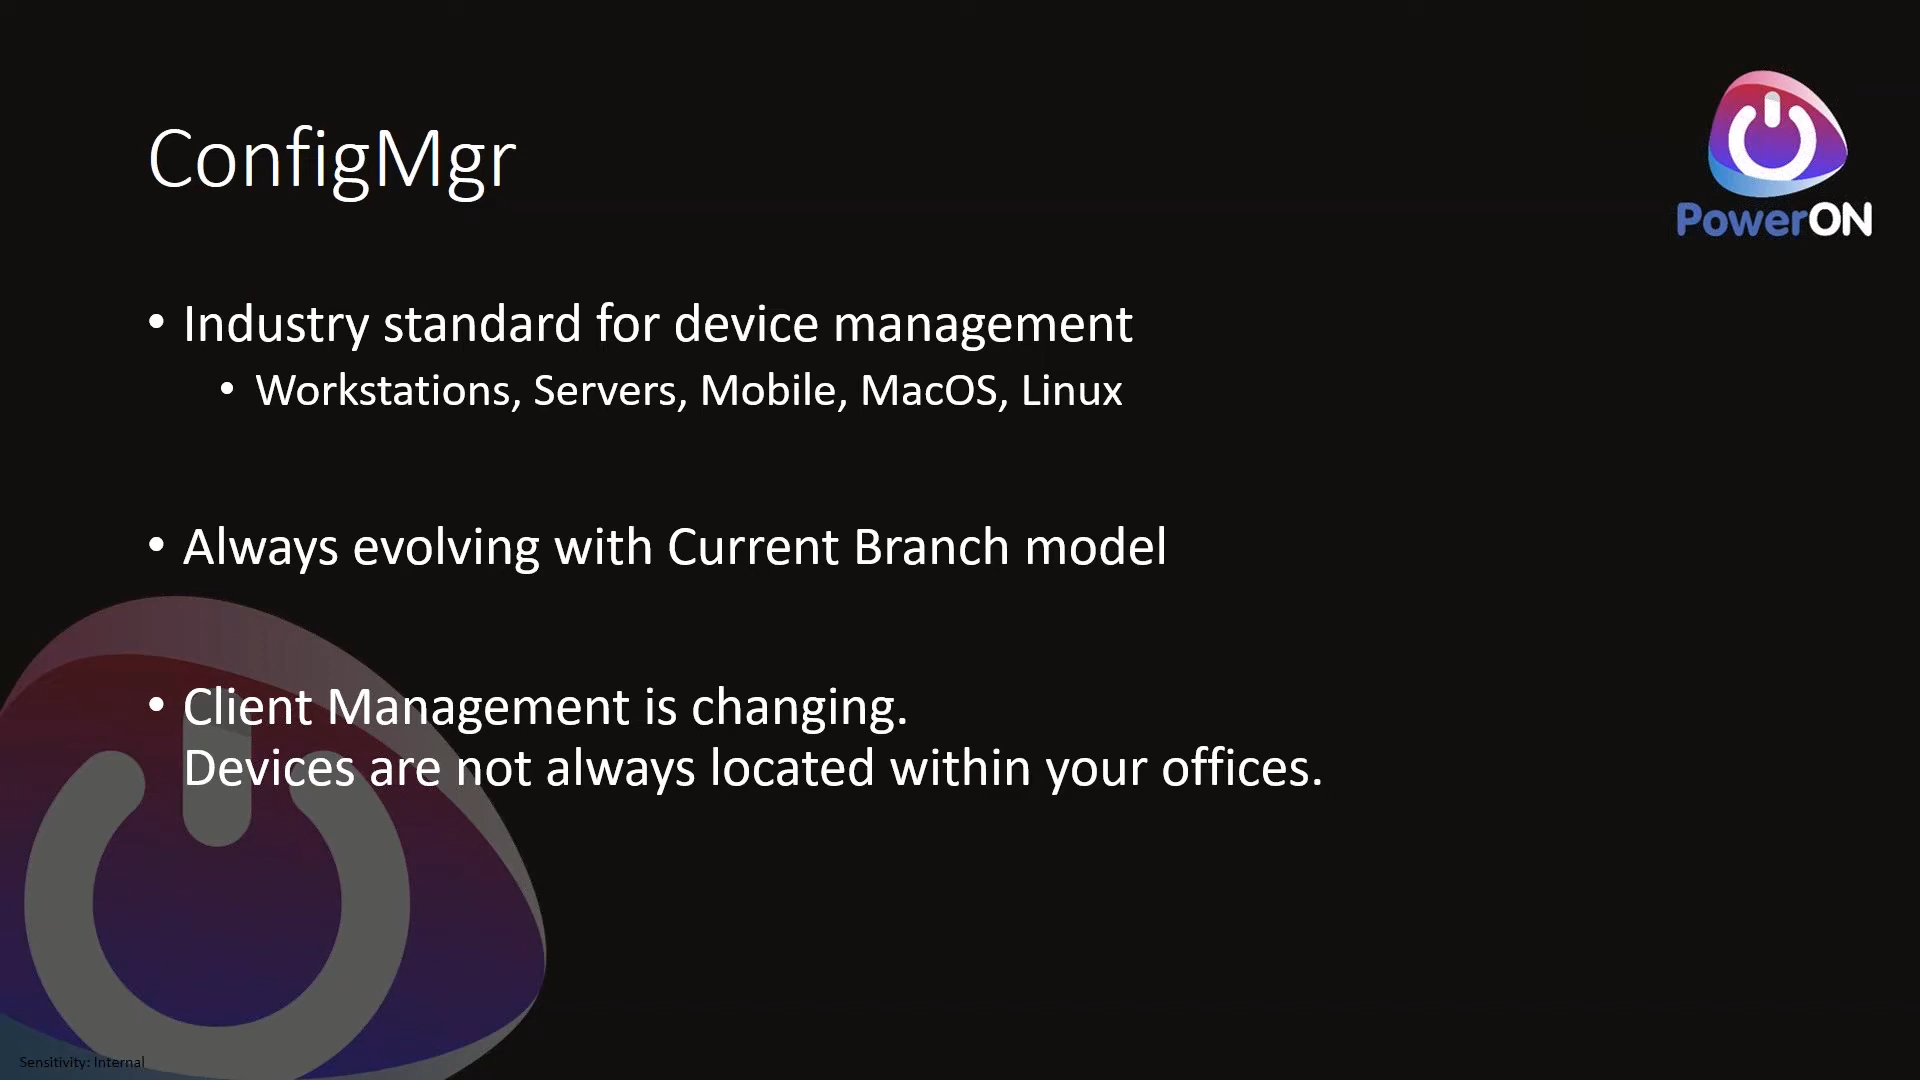 ConfigMgr
PowerON
• Industry standard for device management
• Workstations, Servers, Mobile, MacOS, Linux
• Always evolving with Current Branch model
• Client Management is changing.
Devices are not always located within your offices.
Sensitivity: Internal